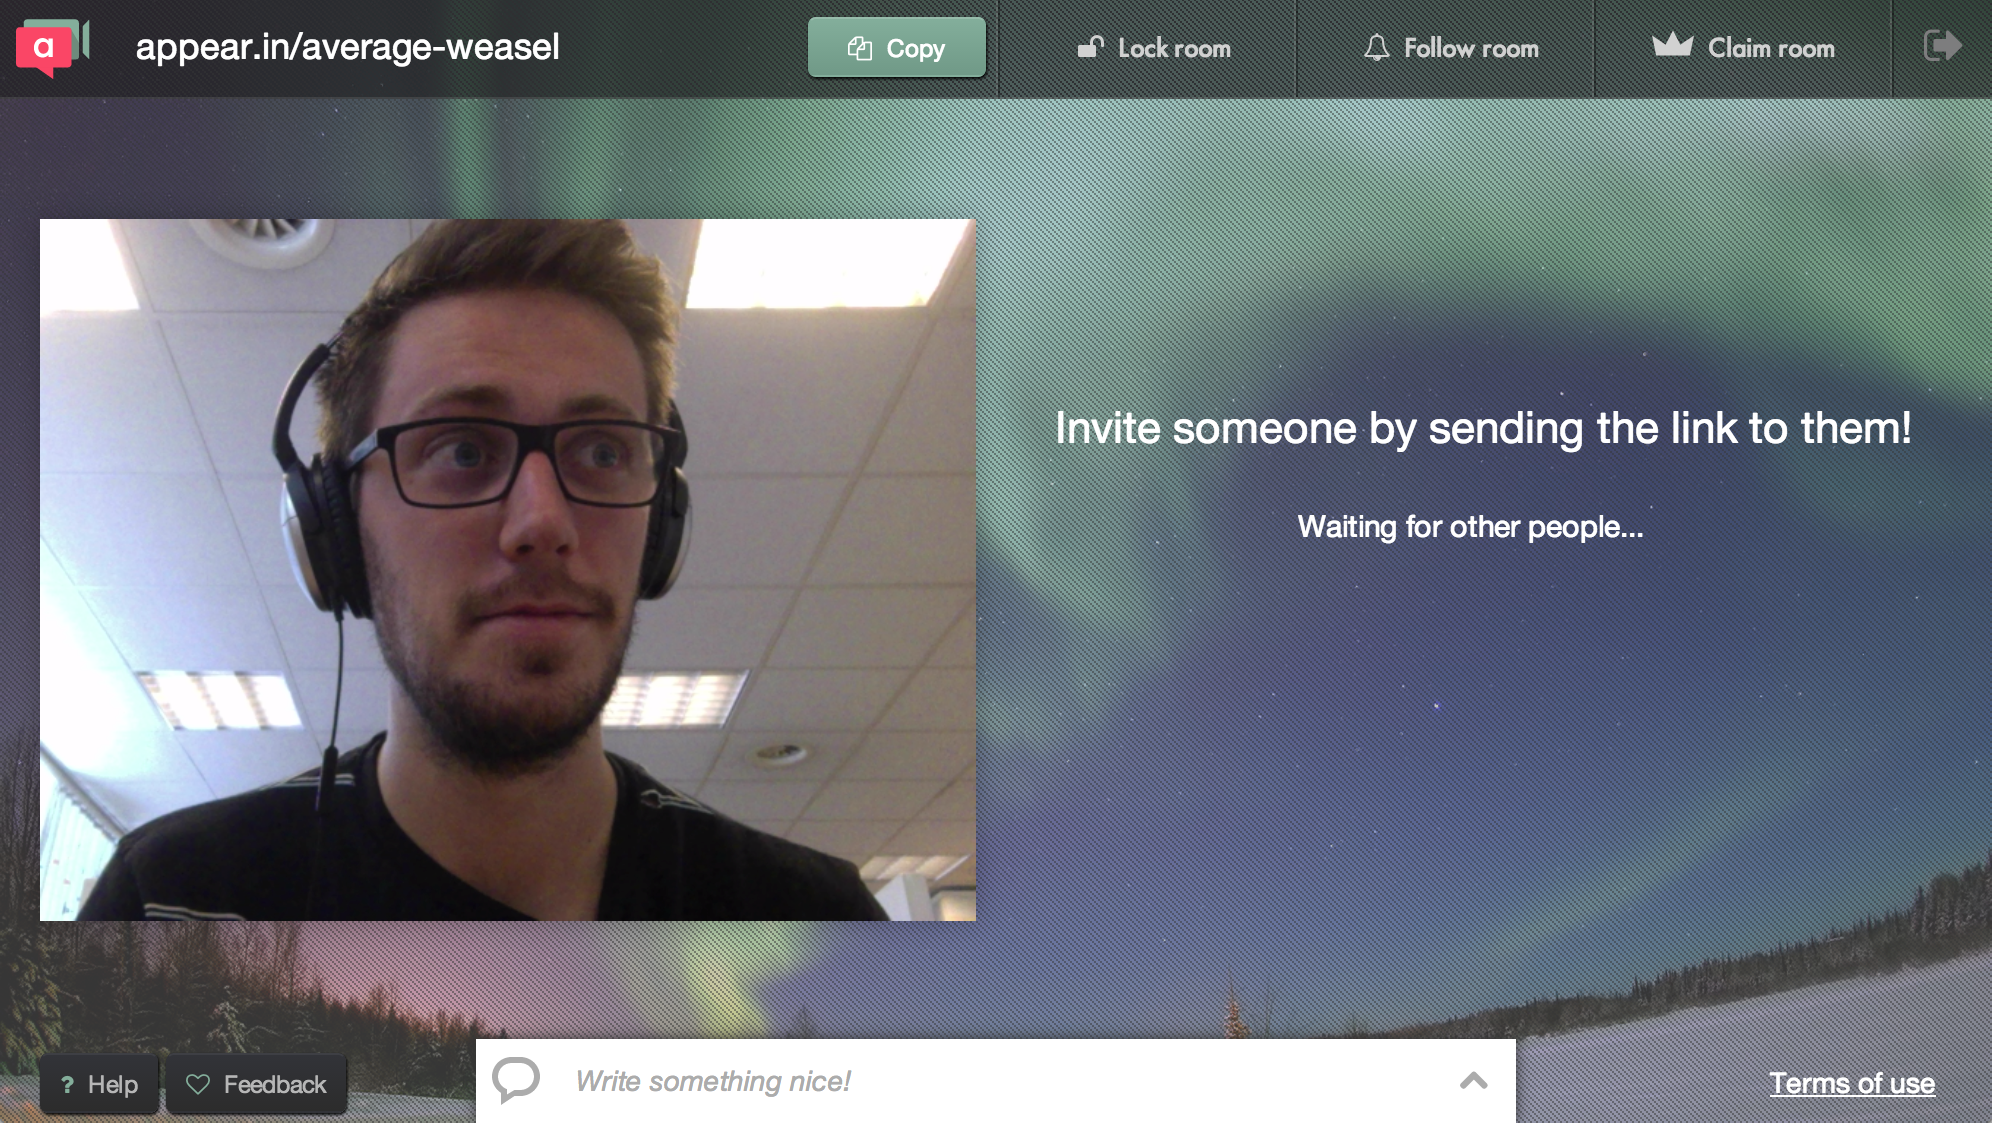 a
appear.in/average-weasel
Copy
Lock room
Follow room
Claim room
Invite someone by sending the link to them!
Waiting for other people...
? Help
Feedback
Write something nice!
Terms of use